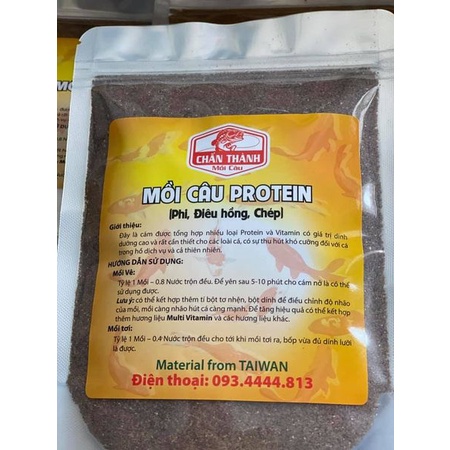 CHÂN THÀNH
Mồi Câu
MỒI CÂU PROTEIN
(Phi, Điêu hồng, Chép)
Giới thiệu:
Đây là cám được tổng hợp nhiều loại Protein và Vitamin có giá trị dinh
dưỡng cao và rất cần thiết cho các loài cá, có sự thu hút khó cưỡng đối với cá
trong hồ dịch vụ và cả thiên nhiên.
HƯỚNG DẪN SỬ DỤNG:
Mồi Vê:
Tỷ lệ 1 Mồi – 0.8 Nước trộn đều. Để yên sau 5-10 phút cho cám nở là có thể
sử dụng được.
Lưu ý: có thể kết hợp thêm tí bột tơ nhện, bột dính để điều chỉnh độ nhão
của mồi, mồi càng nhão hút cá càng mạnh. Để tăng hiệu quả có thể kết hợp
thêm hương liệu Multi Vitamin và các hương liệu khác.
Mồi tơi:
Tỷ lệ 1 Mồi – 0.4 Nước trộn đều cho tới khi mồi tơi ra, bốp vừa đủ dính lưỡi
là được.
Material from TAIWAN
Điện thoại: 093.4444.813